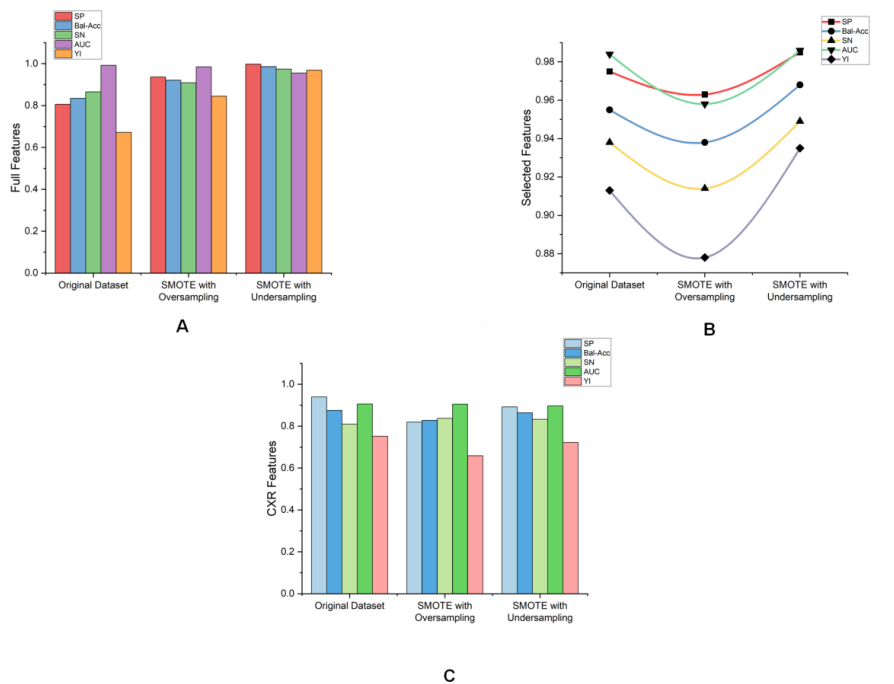 SP
Bal-Acc
SN
AUC
YI
1.0
0.8
0.6
0.4
0.2
0.0
Full Features
Original Dataset
SMOTE with
Oversampling
SMOTE with
Undersampling
A
SP
Bal-Acc
SN
AUC
YI
0.98
0.96
0.94
0.92
0.90
0.88
Selected Features
Original Dataset
SMOTE with
Oversampling
SMOTE with
Undersampling
B
SP
Bal-Acc
SN
AUC
YI
1.0
0.8
0.6
0.4
0.2
0.0
CXR Features
Original Dataset
SMOTE with
Oversampling
SMOTE with
Undersampling
C